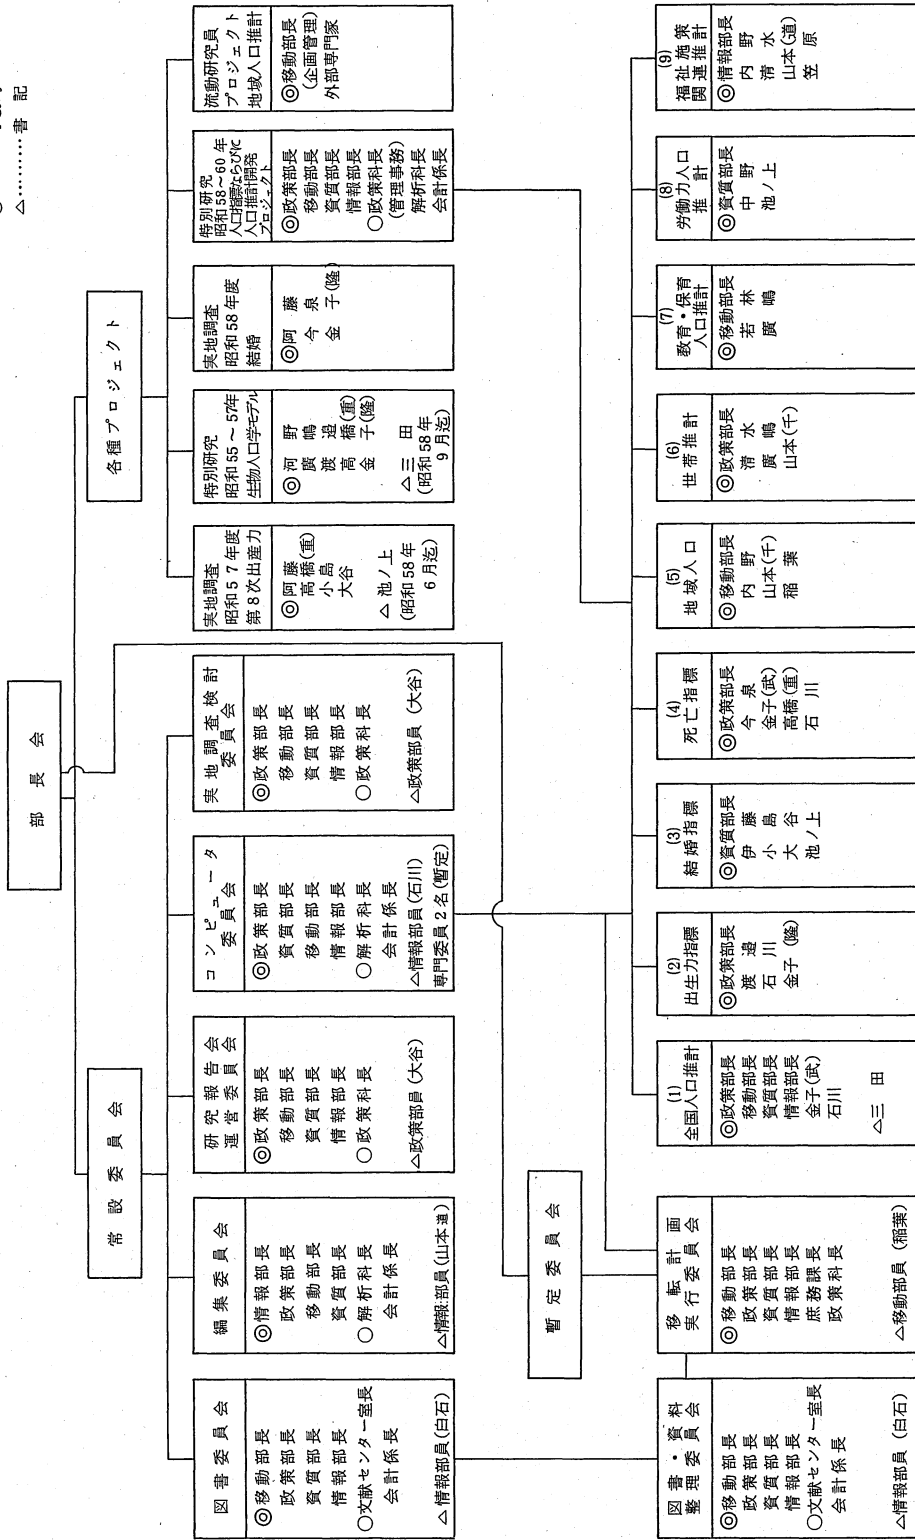 △………書記
部長会
常設委員会
各種プロジェクト
図書委員会
◎移動部長
政策部長
資質部長
情報部長
○文献センター室長
会計係長
△情報部員(白石)
編集委員会
◎情報部長
政策部長
移動部長
資質部長
○解析科長
会計係長
△情報部員(山本道)
研究報告会
運営委員会
◎政策部長
移動部長
資質部長
情報部長
○政策科長
△政策部員(大谷)
コンピュータ
委員会
◎政策部長
資質部長
移動部長
情報部長
○解析科長
会計係長
△情報部員(石川)
専門委員2名(暫定)
実地調査検討
委員会
◎政策部長
移動部長
資質部長
情報部長
○政策科長
△政策部員(大谷)
実地調査
昭和57年度
第8次出産力
◎阿藤
高橋(重)
小島
大谷
△池ノ上
(昭和58年
6月迄)
特別研究
昭和55~57年
生物人口学モデル
◎河野
廣嶋
渡邉
高橋(重)
金子(隆)
△三田
(昭和58年
9月迄)
実地調査
昭和58年度
結婚
◎阿藤
今泉
金子(隆)
特別研究
昭和58~60年
人口指標ならびに
人口推計開発
プロジェクト
◎政策部長
移動部長
資質部長
情報部長
○政策科長
(管理事務)
解析科長
会計係長
流動研究員
プロジェクト
地域人口推計
◎移動部長
(企画管理)
外部専門家
暫定委員会
図書・資料
整理委員会
◎移動部長
政策部長
資質部長
情報部長
○文献センター室長
会計係長
△情報部員(白石)
移転計画
実行委員会
◎移動部長
政策部長
資質部長
情報部長
庶務課長
政策科長
△移動部員(稲葉)
(1)
全国人口推計
◎政策部長
移動部長
資質部長
情報部長
金子(武)
石川
△三田
(2)
出生力指標
◎政策部長
渡邉
石川
金子(隆)
(3)
結婚指標
◎資質部長
伊藤
小島
大谷
池ノ上
(4)
死亡指標
◎政策部長
今泉
金子(武)
高橋(重)
石川
(5)
地域人口
◎移動部長
内野
山本(千)
稲葉
(6)
世帯推計
◎政策部長
清水
廣嶋
山本(千)
(7)
教育・保育
人口推計
◎移動部長
若林
廣嶋
(8)
労働力人口
推計
◎資質部長
中野
池ノ上
(9)
福祉施策
関連推計
◎情報部長
内野
清水
山本(道)
笠原